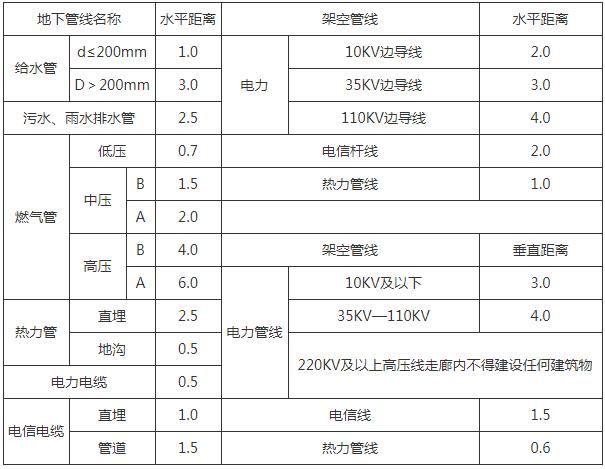 地下管线名称 水平距离 架空管线 水平距离
给水管 d≤200mm 1.0 电力 10KV边导线 2.0
D＞200mm 3.0 35KV边导线 3.0
污水、雨水排水管 2.5 110KV边导线 4.0
燃气管 低压 0.7 电信杆线 2.0
中压 B 1.5 热力管线 1.0
A 2.0
高压 B 4.0 架空管线 垂直距离
A 6.0 电力管线 10KV及以下 3.0
热力管 直埋 2.5 35KV—110KV 4.0
地沟 0.5 220KV及以上高压线走廊内不得建设任何建筑物
电力电缆 0.5
电信电缆 直埋 1.0 电信线 1.5
管道 1.5 热力管线 0.6